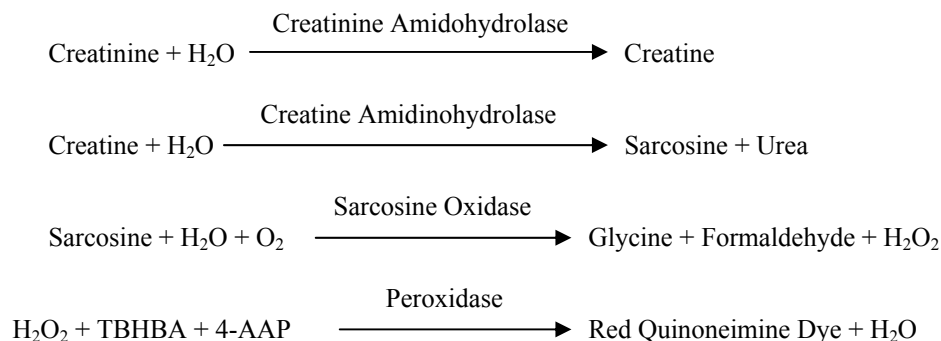 Creatinine Amidohydrolase
Creatinine + H₂O Creatine
Creatine Amidinohydrolase
Creatine + H₂O Sarcosine + Urea
Sarcosine Oxidase
Sarcosine + H₂O + O₂ Glycine + Formaldehyde + H₂O₂
Peroxidase
H₂O₂ + TBHBA + 4-AAP Red Quinoneimine Dye + H₂O